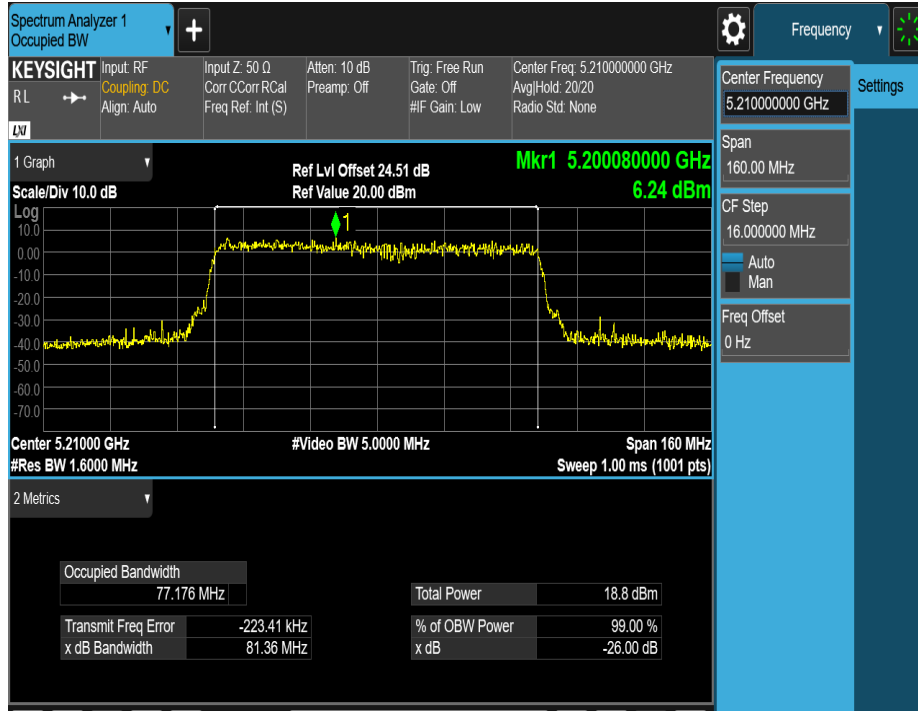 Spectrum Analyzer 1
Occupied BW
+
Frequency
KEYSIGHT
R L
LXI
Input: RF
Coupling: DC
Align: Auto
Input Z: 50 Ω
Corr CCorr RCal
Freq Ref: Int (S)
Atten: 10 dB
Preamp: Off
Trig: Free Run
Gate: Off
#IF Gain: Low
Center Freq: 5.210000000 GHz
Avg|Hold: 20/20
Radio Std: None
Center Frequency
5.210000000 GHz
Settings
Span
160.00 MHz
CF Step
16.000000 MHz
Auto
Man
Freq Offset
0 Hz
1 Graph
Scale/Div 10.0 dB
Ref Lvl Offset 24.51 dB
Ref Value 20.00 dBm
Mkr1 5.200080000 GHz
6.24 dBm
Log
1
10.0
0.00
-10.0
-20.0
-30.0
-40.0
-50.0
-60.0
-70.0
Center 5.21000 GHz
#Video BW 5.0000 MHz
Span 160 MHz
#Res BW 1.6000 MHz
Sweep 1.00 ms (1001 pts)
2 Metrics
Occupied Bandwidth
77.176 MHz
Total Power 18.8 dBm
Transmit Freq Error -223.41 kHz
% of OBW Power 99.00 %
x dB Bandwidth 81.36 MHz
x dB -26.00 dB